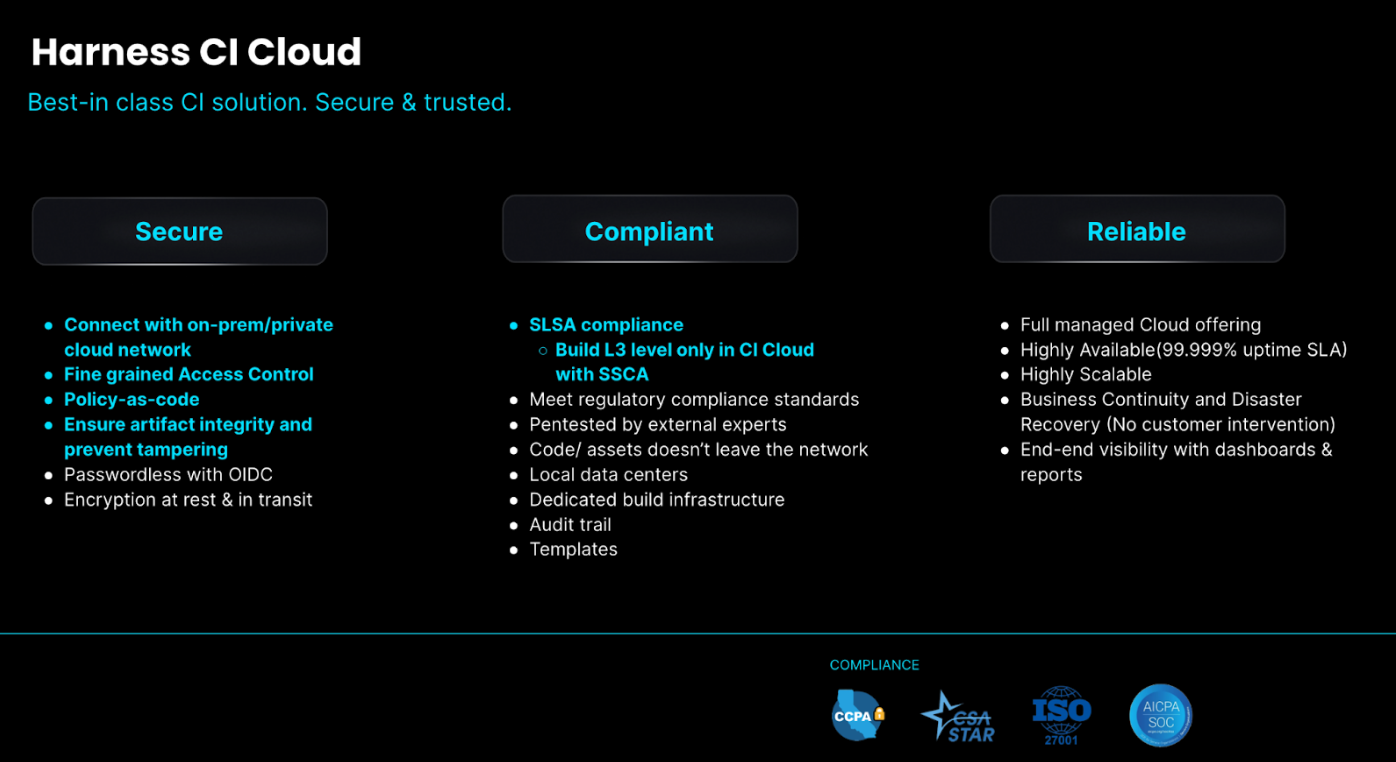 Harness CI Cloud
Best-in class CI solution. Secure & trusted.
Secure
● Connect with on-prem/private
cloud network
● Fine grained Access Control
● Policy-as-code
● Ensure artifact integrity and
prevent tampering
● Passwordless with OIDC
● Encryption at rest & in transit
Compliant
● SLSA compliance
○ Build L3 level only in CI Cloud
with SSCA
● Meet regulatory compliance standards
● Pentested by external experts
● Code/ assets doesn’t leave the network
● Local data centers
● Dedicated build infrastructure
● Audit trail
● Templates
Reliable
● Full managed Cloud offering
● Highly Available(99.999% uptime SLA)
● Highly Scalable
● Business Continuity and Disaster
Recovery (No customer intervention)
● End-end visibility with dashboards &
reports
COMPLIANCE
CCPA
CSA
STAR
ISO
27001
AICPA
SOC